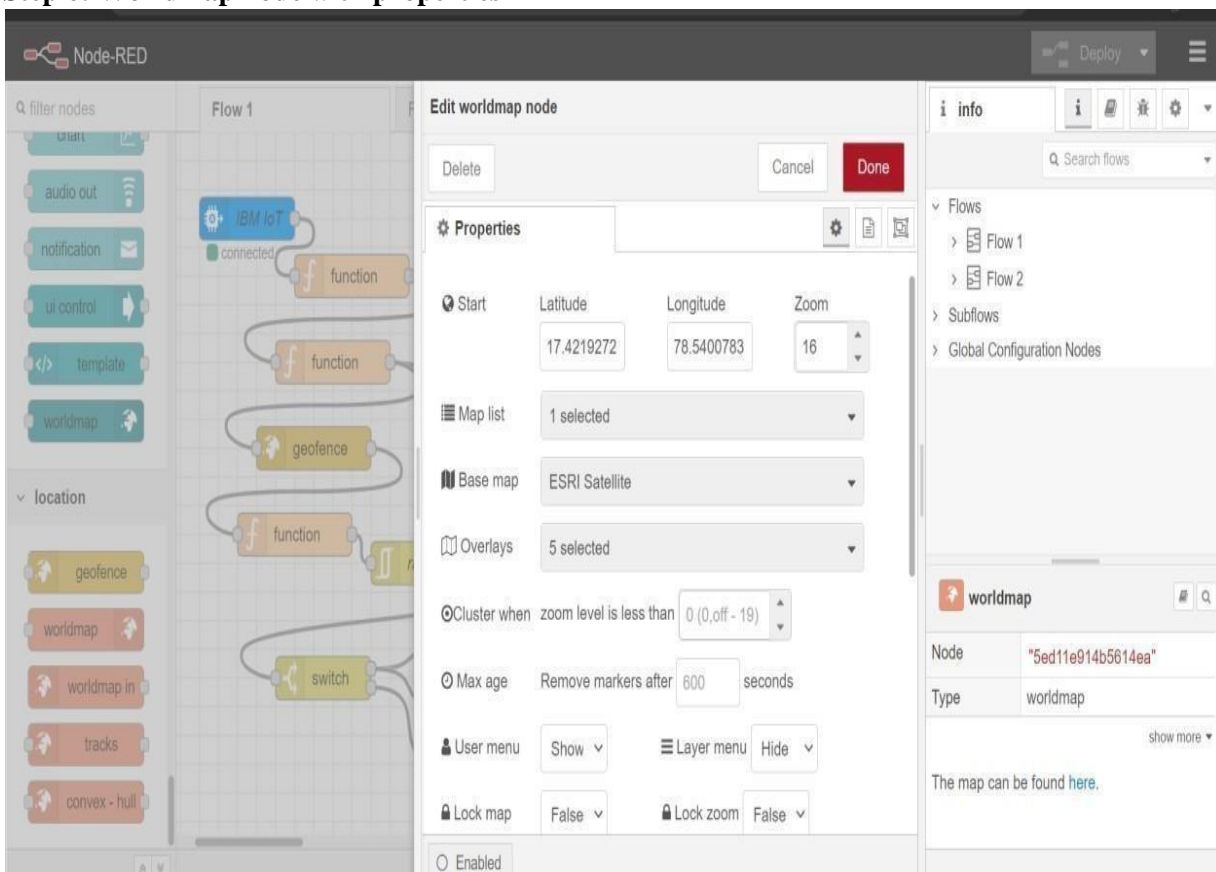 Node-RED
Deploy
filter nodes
chart
audio out
notification
ui control
template
worldmap
location
geofence
worldmap
worldmap in
tracks
convex - hull
Flow 1
IBM IoT
connected
function
function
geofence
function
switch
Edit worldmap node
Delete
Cancel
Done
Properties
Start
Latitude
Longitude
Zoom
17.4219272
78.5400783
16
Map list
1 selected
Base map
ESRI Satellite
Overlays
5 selected
Cluster when zoom level is less than 0 (0,off - 19)
Max age Remove markers after 600 seconds
User menu Show Layer menu Hide
Lock map False Lock zoom False
Enabled
i info
Search flows
Flows
Flow 1
Flow 2
Subflows
Global Configuration Nodes
worldmap
Node "5ed11e914b5614ea"
Type worldmap
show more
The map can be found here.